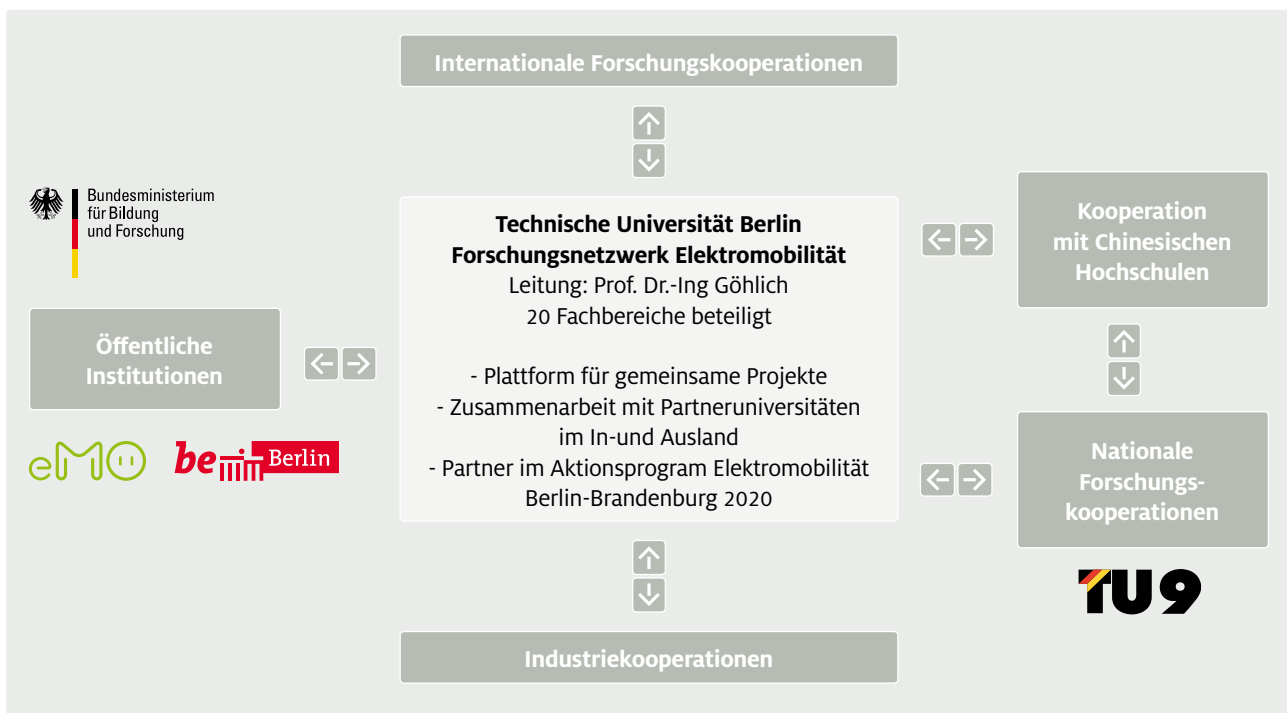 Internationale Forschungskooperationen
Bundesministerium
für Bildung
und Forschung
Technische Universität Berlin
Forschungsnetzwerk Elektromobilität
Leitung: Prof. Dr.-Ing Göhlich
20 Fachbereiche beteiligt
- Plattform für gemeinsame Projekte
- Zusammenarbeit mit Partneruniversitäten
im In-und Ausland
- Partner im Aktionsprogram Elektromobilität
Berlin-Brandenburg 2020
Kooperation
mit Chinesischen
Hochschulen
Öffentliche
Institutionen
eMO
be Berlin
Nationale
Forschungs-
kooperationen
TU9
Industriekooperationen